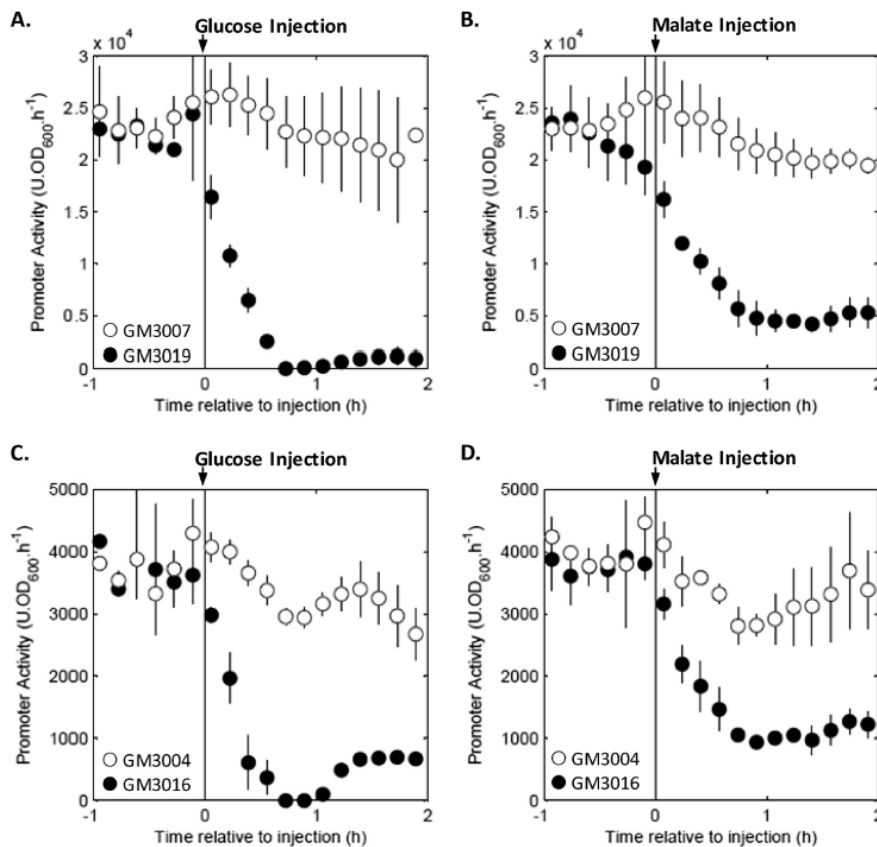 A.
Glucose Injection
x 10⁴
3
2.5
2
1.5
1
0.5
0
Promoter Activity (U.OD₆₀₀.h⁻¹)
GM3007
GM3019
-1 0 1 2
Time relative to injection (h)
B.
Malate Injection
x 10⁴
3
2.5
2
1.5
1
0.5
0
Promoter Activity (U.OD₆₀₀.h⁻¹)
GM3007
GM3019
-1 0 1 2
Time relative to injection (h)
C.
Glucose Injection
5000
4000
3000
2000
1000
0
Promoter Activity (U.OD₆₀₀.h⁻¹)
GM3004
GM3016
-1 0 1 2
Time relative to injection (h)
D.
Malate Injection
5000
4000
3000
2000
1000
0
Promoter Activity (U.OD₆₀₀.h⁻¹)
GM3004
GM3016
-1 0 1 2
Time relative to injection (h)